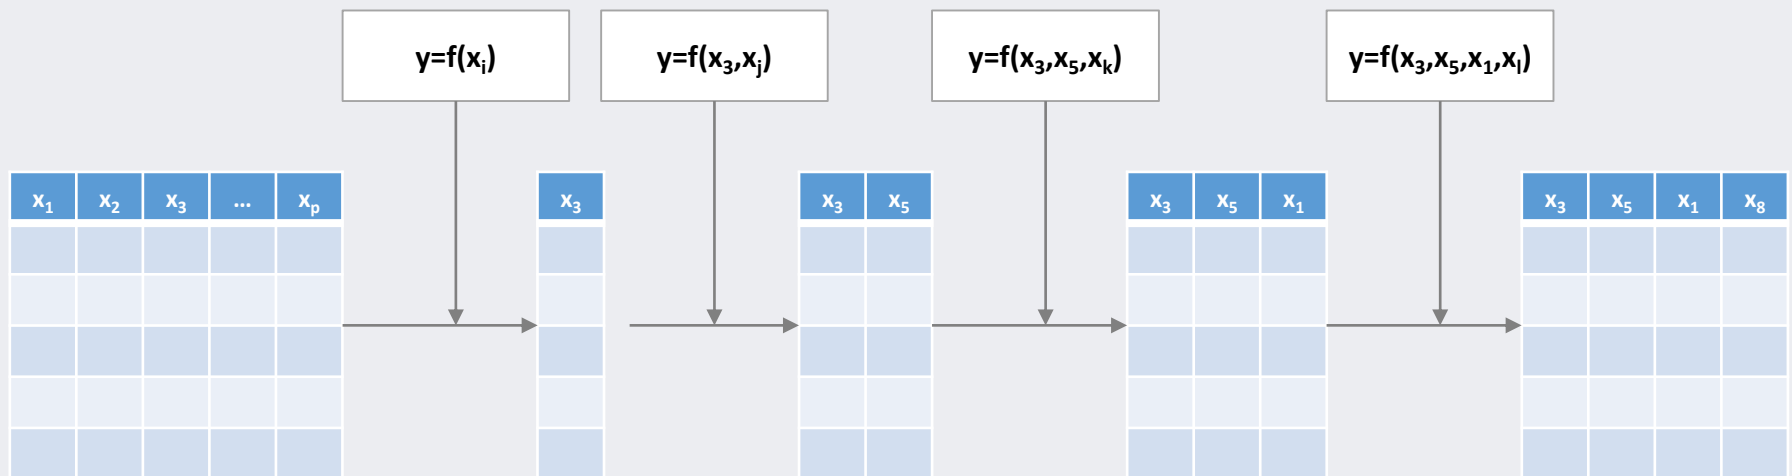 y=f(xᵢ)
y=f(x₃,xⱼ)
y=f(x₃,x₅,xₖ)
y=f(x₃,x₅,x₁,xₗ)
x₁ x₂ x₃ ... xₚ
x₃
x₃ x₅
x₃ x₅ x₁
x₃ x₅ x₁ x₈